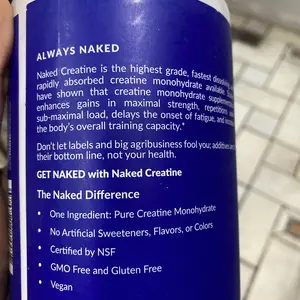 ALWAYS NAKED
Naked Creatine is the highest grade, fastest dissolving
rapidly absorbed creatine monohydrate available
have shown that creatine monohydrate
enhances gains in maximal strength, repetitions
sub-maximal load, delays the onset of fatigue, and
the body's overall training capacity.*
Don't let labels and big agribusiness fool you; additives
their bottom line, not your health.
GET NAKED with Naked Creatine
The Naked Difference
• One Ingredient: Pure Creatine Monohydrate
• No Artificial Sweeteners, Flavors, or Colors
• Certified by NSF
• GMO Free and Gluten Free
• Vegan